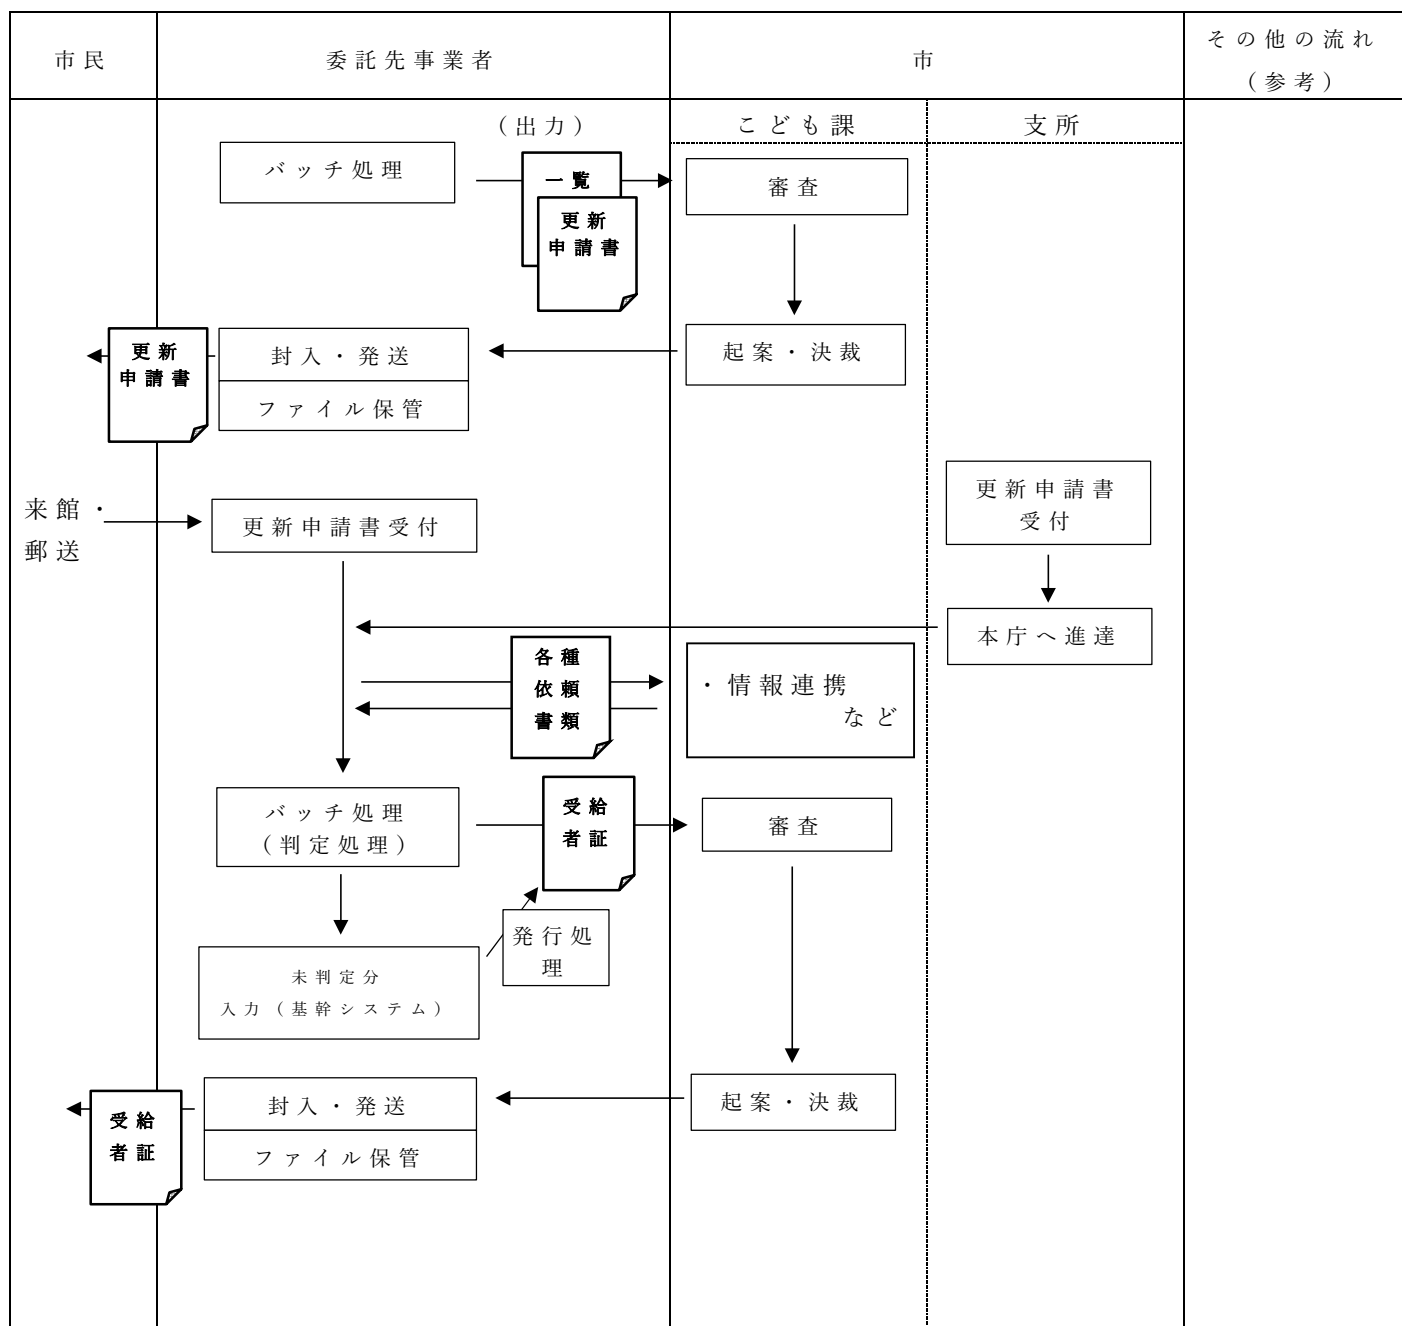 市民
委託先事業者
市
その他の流れ
(参考)
(出力)
こども課
支所
バッチ処理
一覧
更新
申請書
審査
更新
申請書
封入・発送
ファイル保管
起案・決裁
来館・
郵送
更新申請書受付
更新申請書
受付
本庁へ進達
各種
依頼
書類
・情報連携
など
バッチ処理
(判定処理)
受給
者証
審査
発行処
理
未判定分
入力(基幹システム)
受給
者証
封入・発送
ファイル保管
起案・決裁